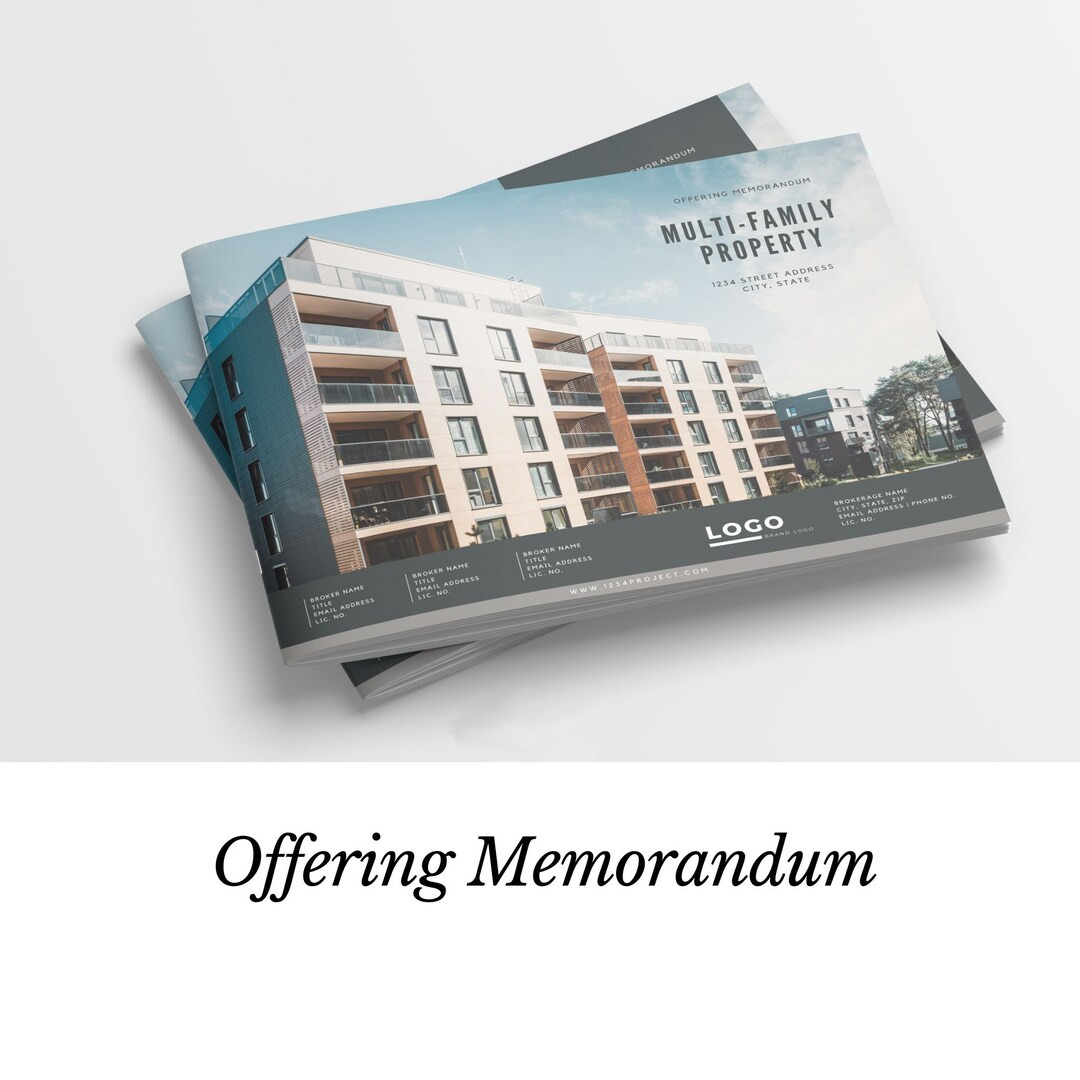 MORANDUM
OFFERING MEMORANDUM
MULTI-FAMILY
PROPERTY
1234 STREET ADDRESS
CITY, STATE
BROKER NAME
TITLE
EMAIL ADDRESS
LIC. NO.
BROKER NAME
TITLE
EMAIL ADDRESS
LIC. NO.
BROKER NAME
TITLE
EMAIL ADDRESS
LIC. NO.
LOGO
BRAND LOGO
BROKERAGE NAME
CITY, STATE, ZIP
EMAIL ADDRESS | PHONE NO.
LIC. NO.
WWW.1234PROJECT.COM
Offering Memorandum